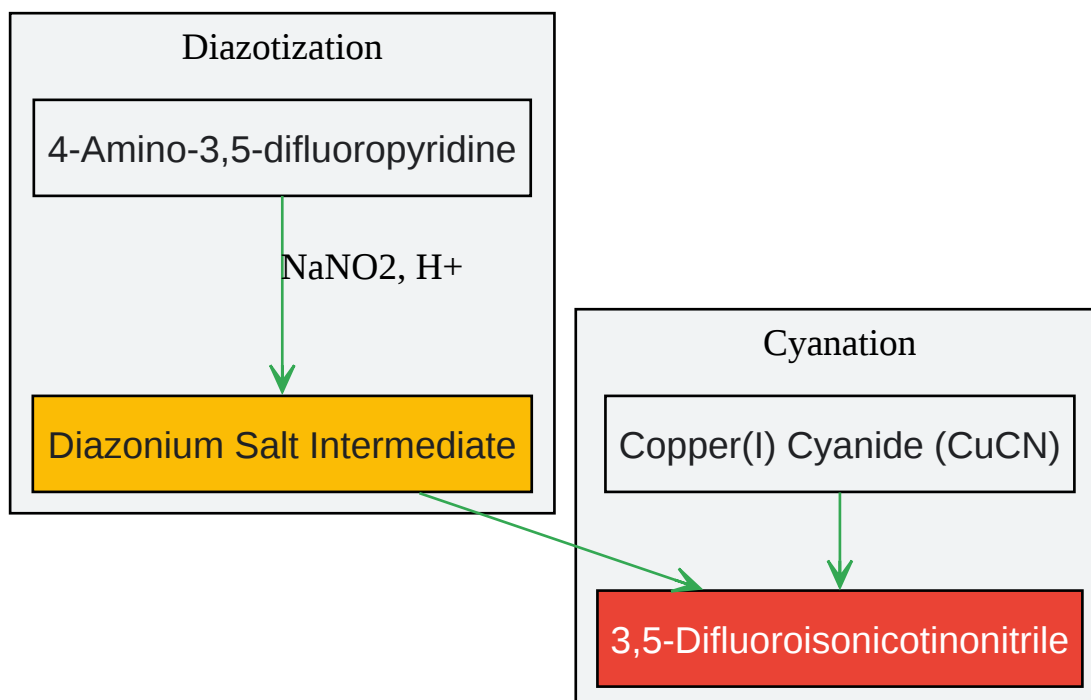 Diazotization
4-Amino-3,5-difluoropyridine
NaNO2, H+
Diazonium Salt Intermediate
Cyanation
Copper(I) Cyanide (CuCN)
3,5-Difluoroisonicotinonitrile